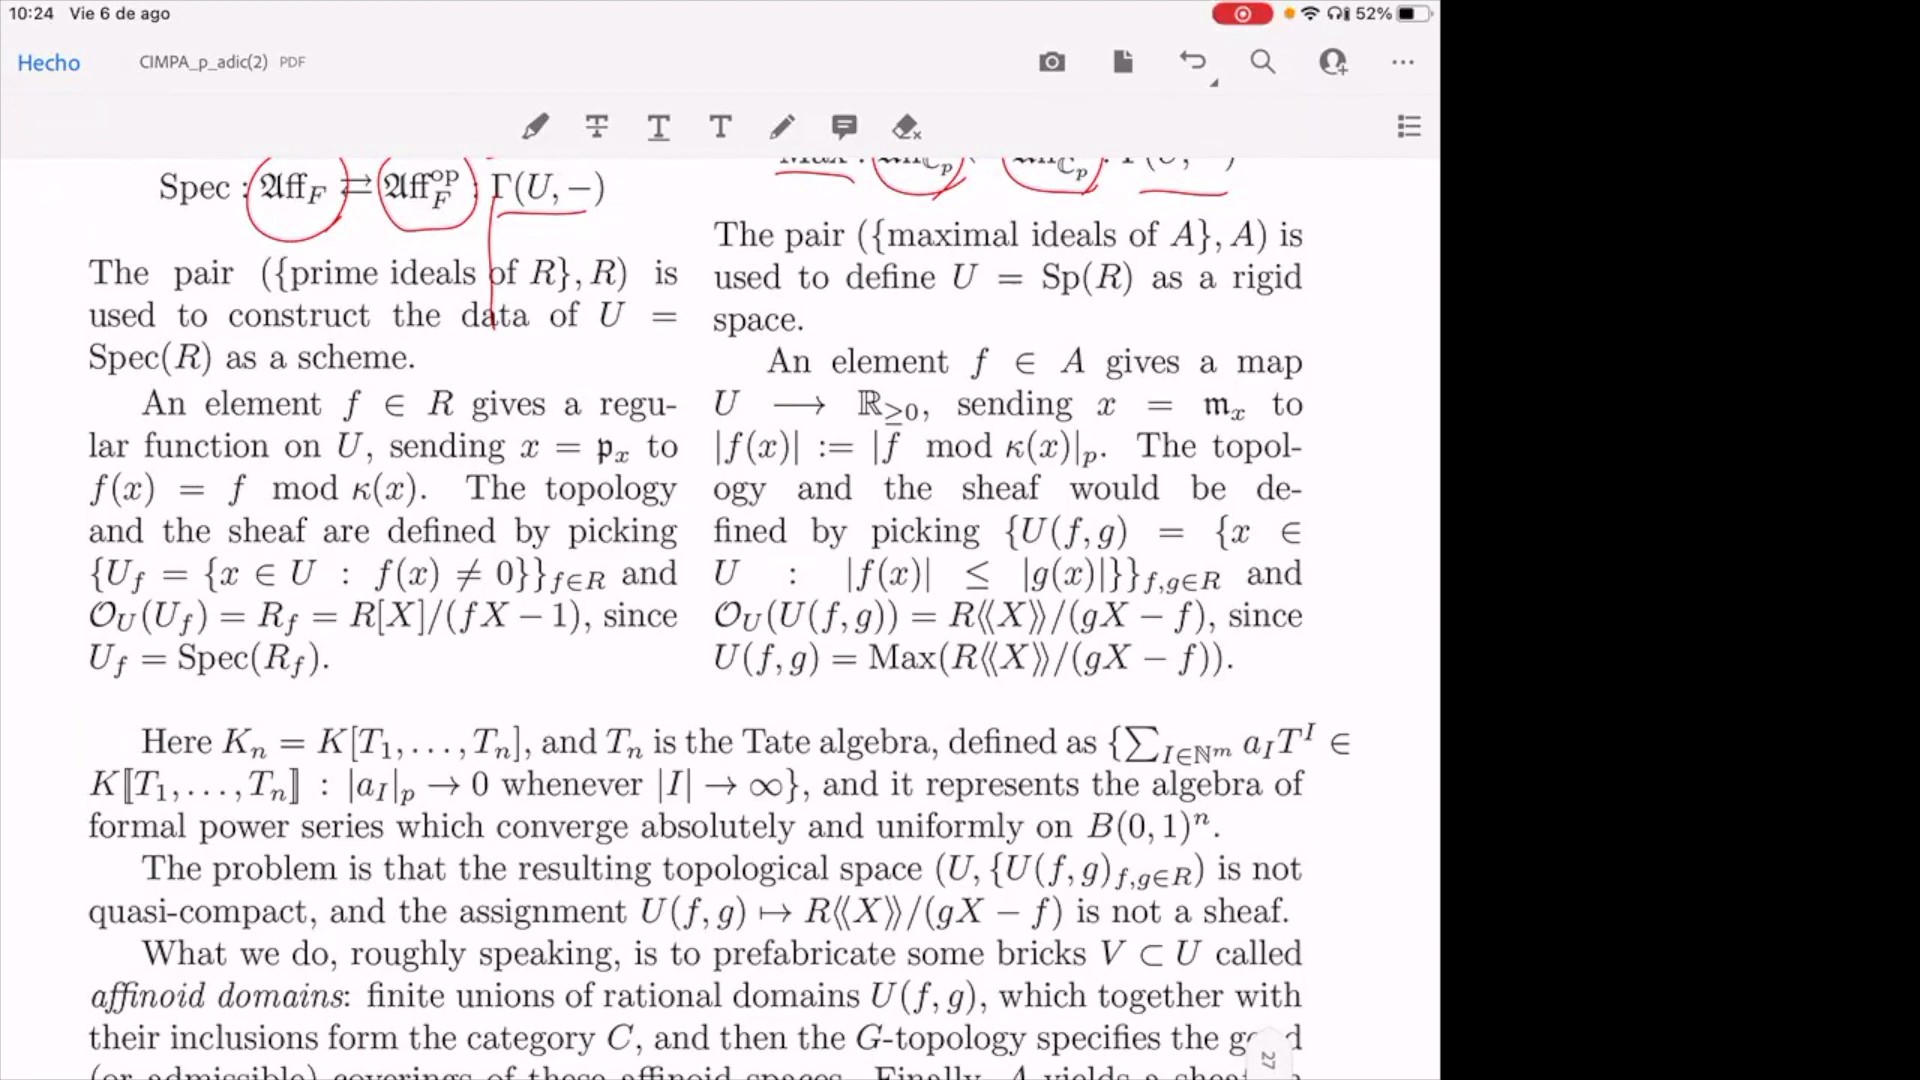 10:24 Vie 6 de ago
52%
Hecho
CIMPA_p_adic(2) PDF
Spec : 𝔄ff_F ⇄ 𝔄ff_F^op : Γ(U, −)
The pair ({prime ideals of R}, R) is
used to construct the data of U =
Spec(R) as a scheme.
An element f ∈ R gives a regu-
lar function on U, sending x = 𝔭_x to
f(x) = f mod κ(x). The topology
and the sheaf are defined by picking
{U_f = {x ∈ U : f(x) ≠ 0}}_{f∈R} and
𝒪_U(U_f) = R_f = R[X]/(fX − 1), since
U_f = Spec(R_f).
The pair ({maximal ideals of A}, A) is
used to define U = Sp(R) as a rigid
space.
An element f ∈ A gives a map
U ⟶ ℝ_{≥0}, sending x = 𝔪_x to
|f(x)| := |f mod κ(x)|_p. The topol-
ogy and the sheaf would be de-
fined by picking {U(f, g) = {x ∈
U : |f(x)| ≤ |g(x)|}}_{f,g∈R} and
𝒪_U(U(f, g)) = R⟪X⟫/(gX − f), since
U(f, g) = Max(R⟪X⟫/(gX − f)).
Here K_n = K[T_1, …, T_n], and T_n is the Tate algebra, defined as {∑_{I∈ℕ^m} a_I T^I ∈
K⟦T_1, …, T_n⟧ : |a_I|_p → 0 whenever |I| → ∞}, and it represents the algebra of
formal power series which converge absolutely and uniformly on B(0, 1)^n.
The problem is that the resulting topological space (U, {U(f, g)_{f,g∈R}) is not
quasi-compact, and the assignment U(f, g) ↦ R⟪X⟫/(gX − f) is not a sheaf.
What we do, roughly speaking, is to prefabricate some bricks V ⊂ U called
affinoid domains: finite unions of rational domains U(f, g), which together with
their inclusions form the category C, and then the G-topology specifies the
27